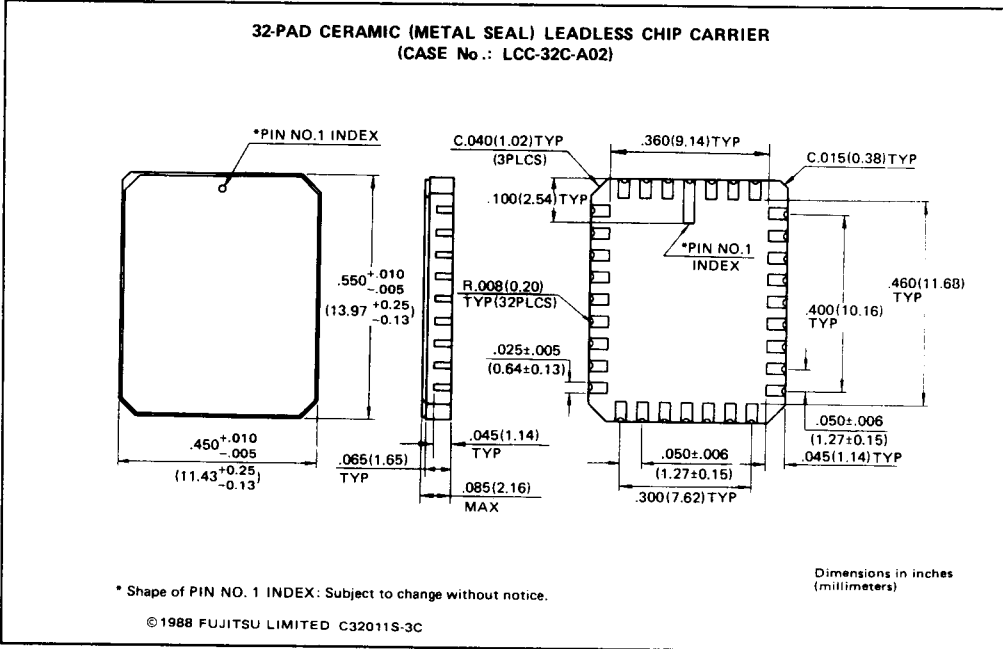 32-PAD CERAMIC (METAL SEAL) LEADLESS CHIP CARRIER
(CASE No.: LCC-32C-A02)
*PIN NO.1 INDEX
C.040(1.02)TYP
(3PLCS)
.360(9.14)TYP
C.015(0.38)TYP
.100(2.54)TYP
*PIN NO.1
INDEX
.550+.010
-.005
(13.97 +0.25
-0.13)
R.008(0.20)
TYP(32PLCS)
.460(11.68)
TYP
.400(10.16)
TYP
.025±.005
(0.64±0.13)
.450+.010
-.005
(11.43+0.25
-0.13)
.045(1.14)
TYP
.065(1.65)
TYP
.085(2.16)
MAX
.050±.006
(1.27±0.15)
.300(7.62)TYP
.050±.006
(1.27±0.15)
.045(1.14)TYP
Dimensions in inches
(millimeters)
* Shape of PIN NO. 1 INDEX: Subject to change without notice.
©1988 FUJITSU LIMITED C32011S-3C